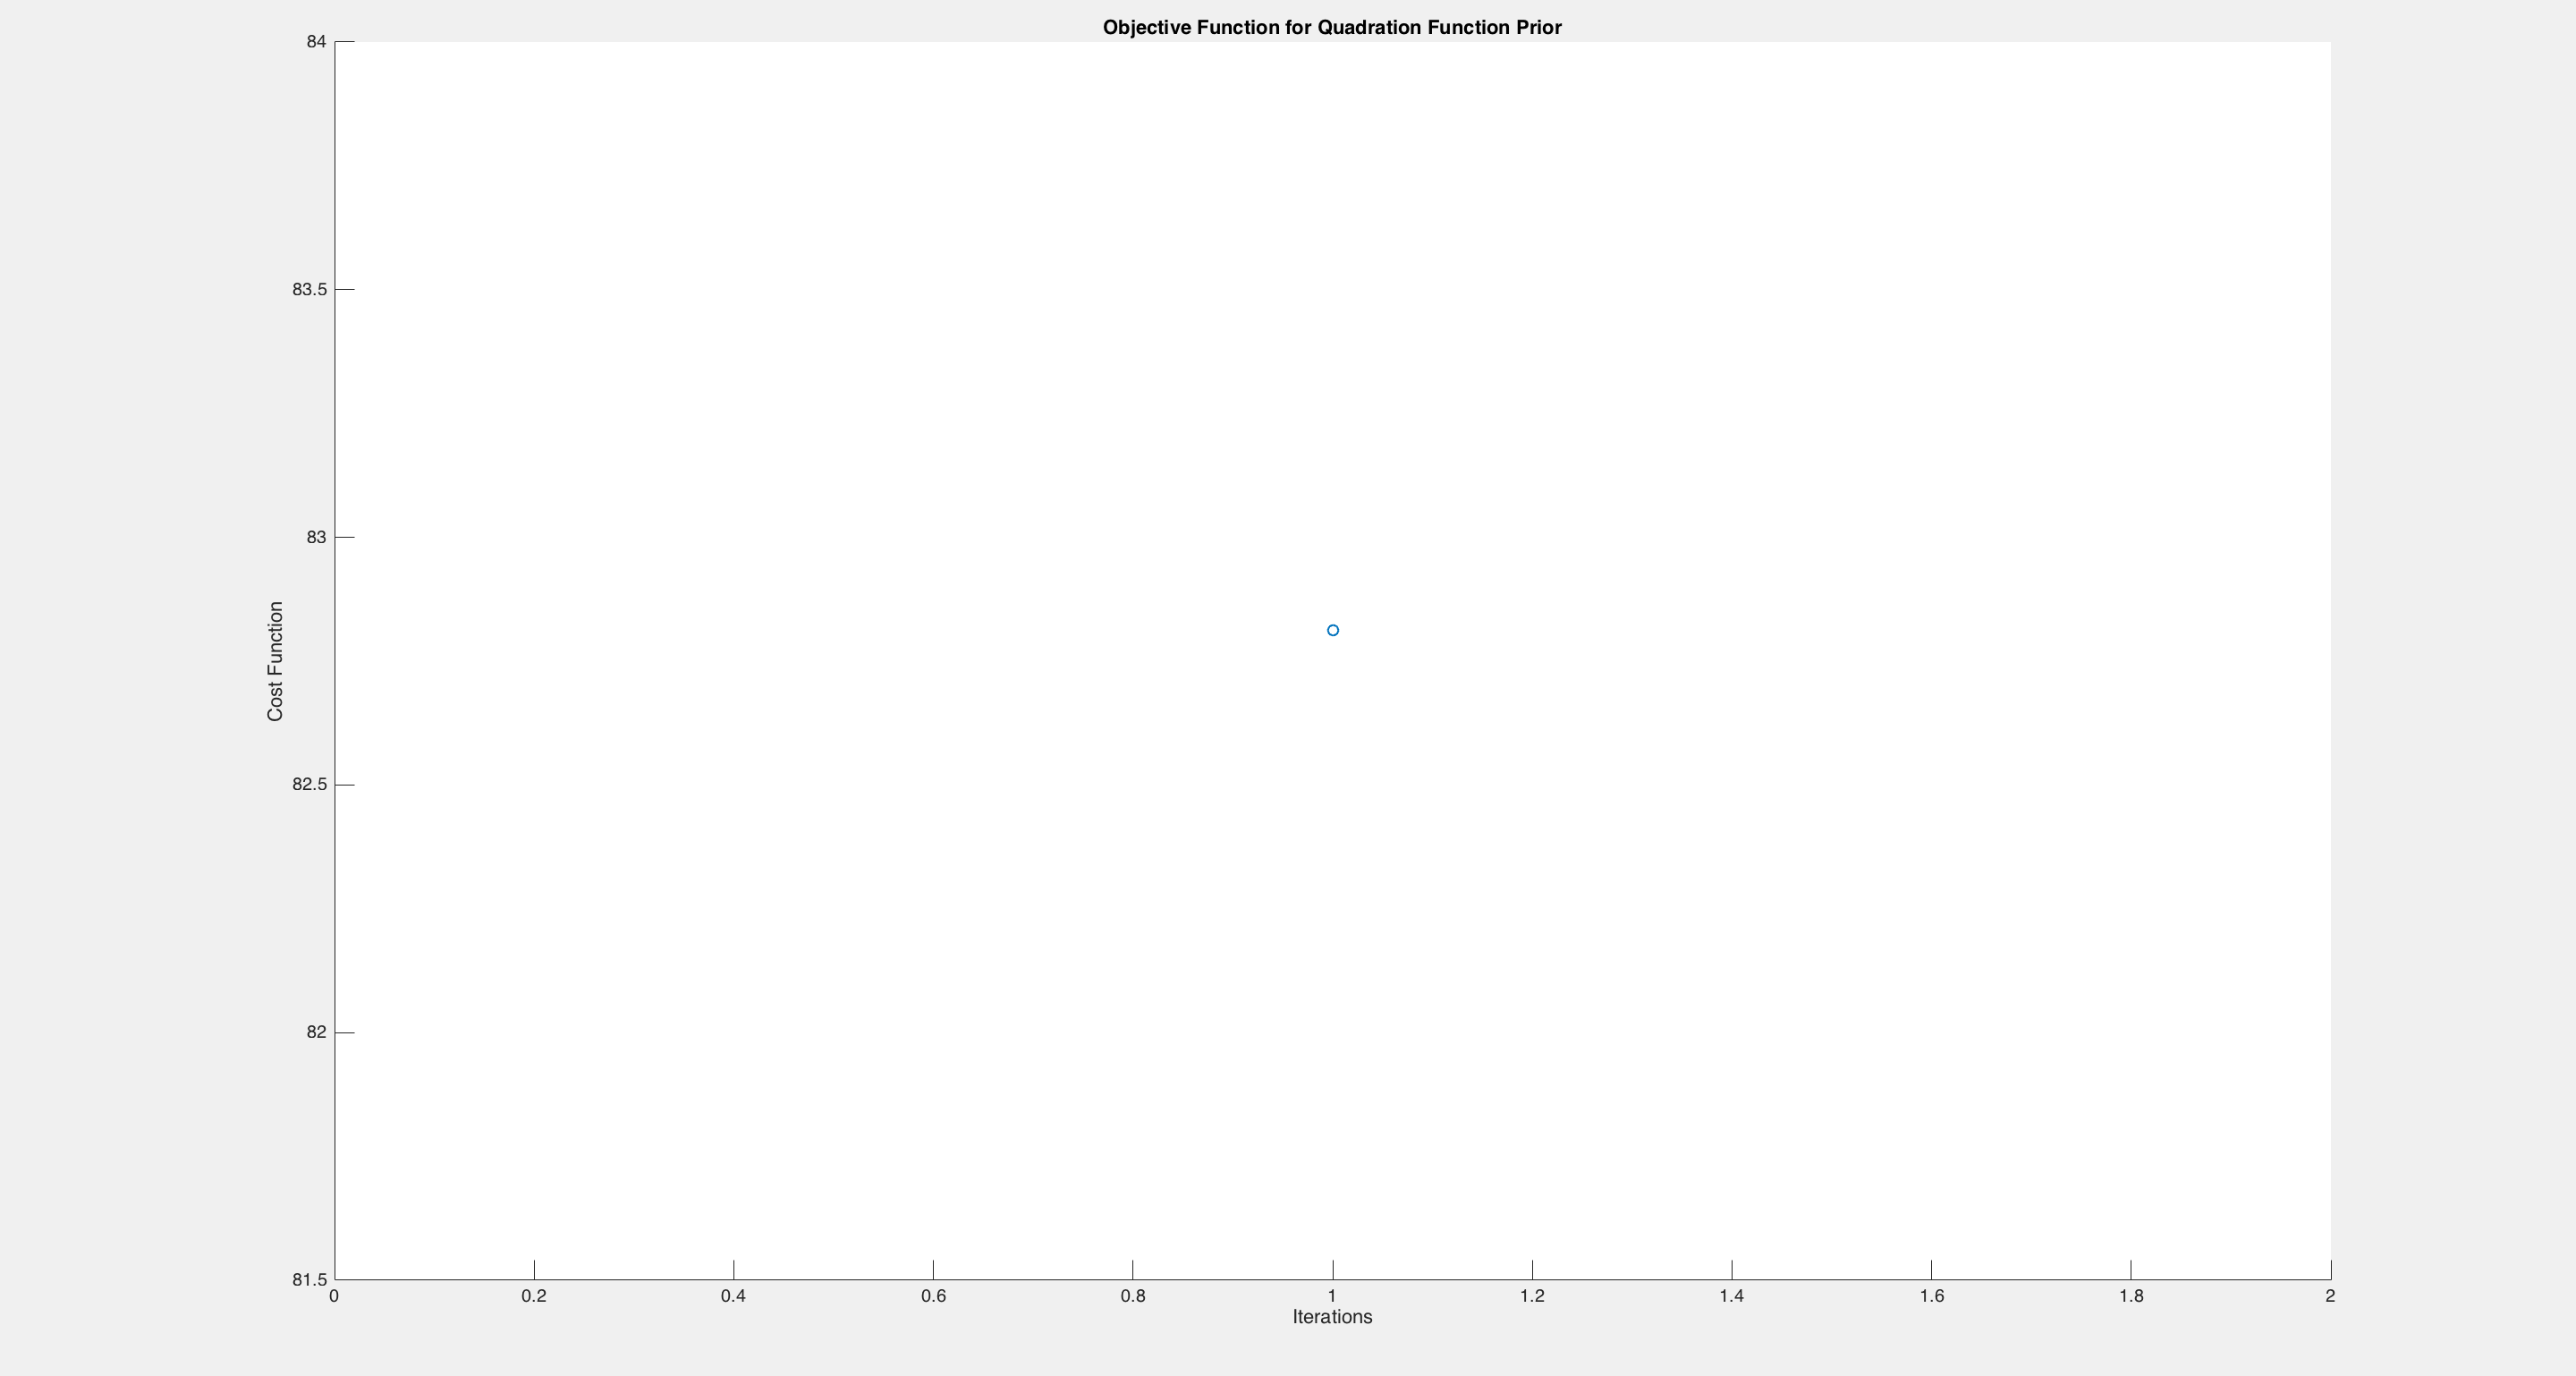 Objective Function for Quadration Function Prior
84
83.5
83
82.5
82
81.5
Cost Function
0 0.2 0.4 0.6 0.8 1 1.2 1.4 1.6 1.8 2
Iterations